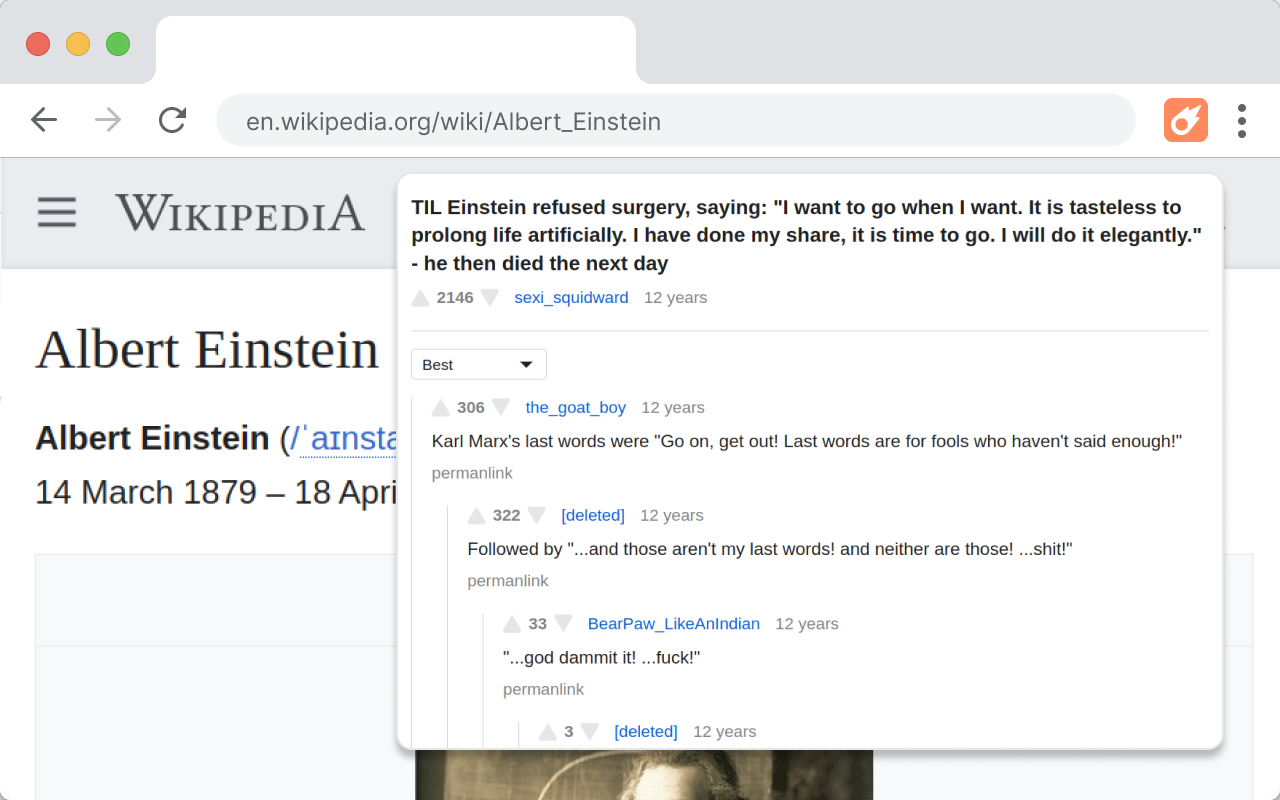 en.wikipedia.org/wiki/Albert_Einstein
WIKIPEDIA
TIL Einstein refused surgery, saying: "I want to go when I want. It is tasteless to
prolong life artificially. I have done my share, it is time to go. I will do it elegantly."
- he then died the next day
2146 sexi_squidward 12 years
Best
Albert Einstein
306 the_goat_boy 12 years
Albert Einstein (/ˈaɪnsta
Karl Marx's last words were "Go on, get out! Last words are for fools who haven't said enough!"
permanlink
14 March 1879 – 18 Apri
322 [deleted] 12 years
Followed by "...and those aren't my last words! and neither are those! ...shit!"
permanlink
33 BearPaw_LikeAnIndian 12 years
"...god dammit it! ...fuck!"
permanlink
3 [deleted] 12 years